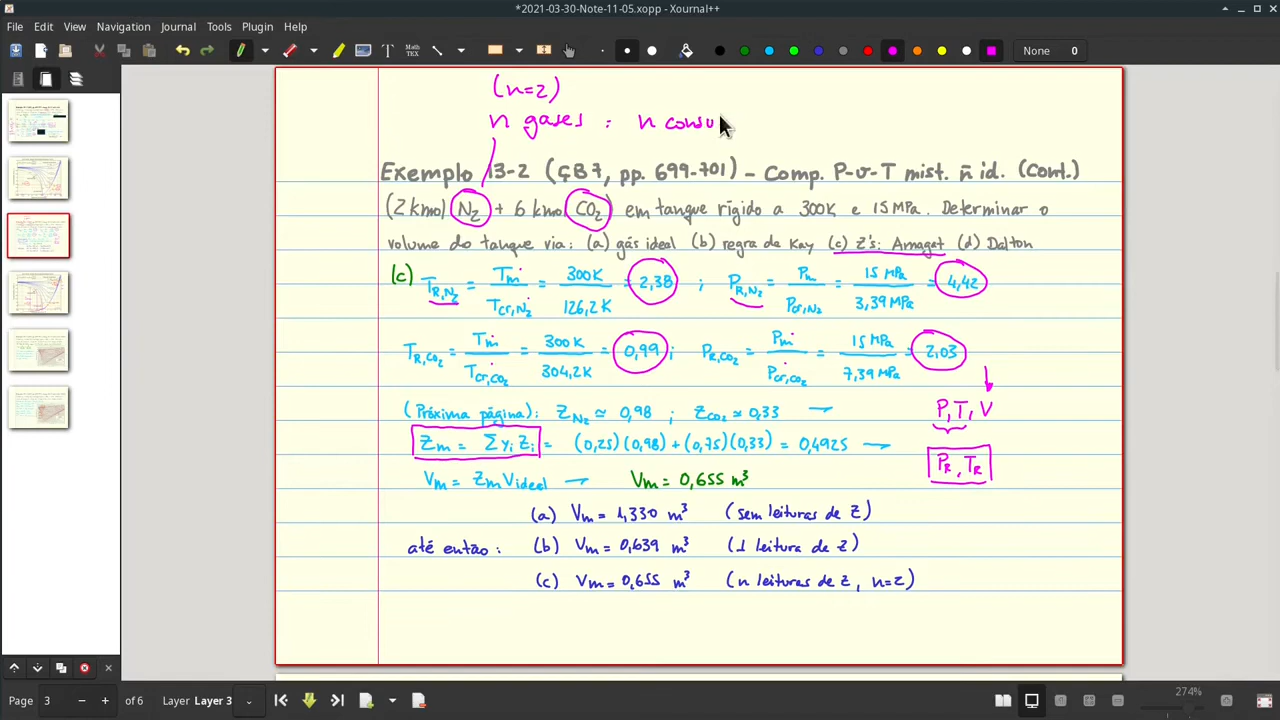 *2021-03-30-Note-11-05.xopp - Xournal++
File Edit View Navigation Journal Tools Plugin Help
Math TEX
None 0
(n=2)
n gases : n consu
Exemplo 13-2 (ÇB7, pp. 699-701) - Comp. P-v-T mist. ñ id. (Cont.)
(2 kmol N2 + 6 kmol CO2) em tanque rígido a 300K e 15 MPa. Determinar o
volume do tanque via: (a) gás ideal (b) regra de Kay (c) Z's: Amagat (d) Dalton
(c) TR,N2 = Tm / Tcr,N2 = 300K / 126,2K = 2,38 ; PR,N2 = Pm / Pcr,N2 = 15 MPa / 3,39 MPa = 4,42
TR,CO2 = Tm / Tcr,CO2 = 300K / 304,2K = 0,99 ; PR,CO2 = Pm / Pcr,CO2 = 15 MPa / 7,39 MPa = 2,03
(Próxima página): ZN2 ≃ 0,98 ; ZCO2 ≃ 0,33 →
P,T,V
Zm = Σ yi Zi = (0,25)(0,98) + (0,75)(0,33) = 0,4925 →
PR, TR
Vm = Zm Videal → Vm = 0,655 m³
(a) Vm = 1,330 m³ (sem leituras de Z)
até então: (b) Vm = 0,639 m³ (1 leitura de Z)
(c) Vm = 0,655 m³ (n leituras de Z, n=2)
Page 3 of 6 Layer Layer 3
274%